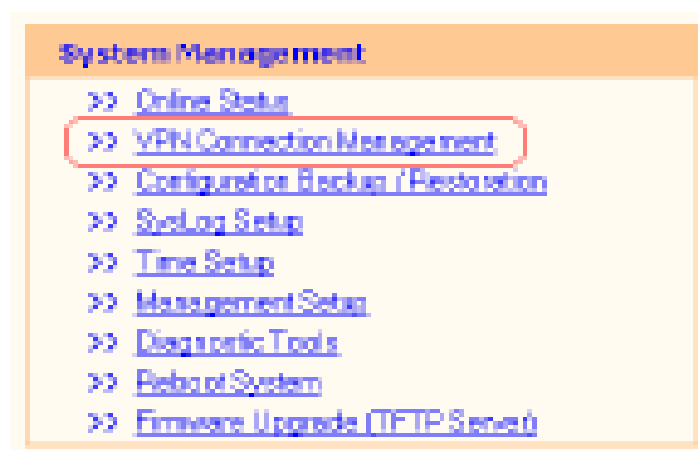 System Management
>> Online Status
>> VPN Connection Management
>> Configuration Backup / Restoration
>> SysLog Setup
>> Time Setup
>> Management Setup
>> Diagnostic Tools
>> Reboot System
>> Firmware Upgrade (TFTP Server)